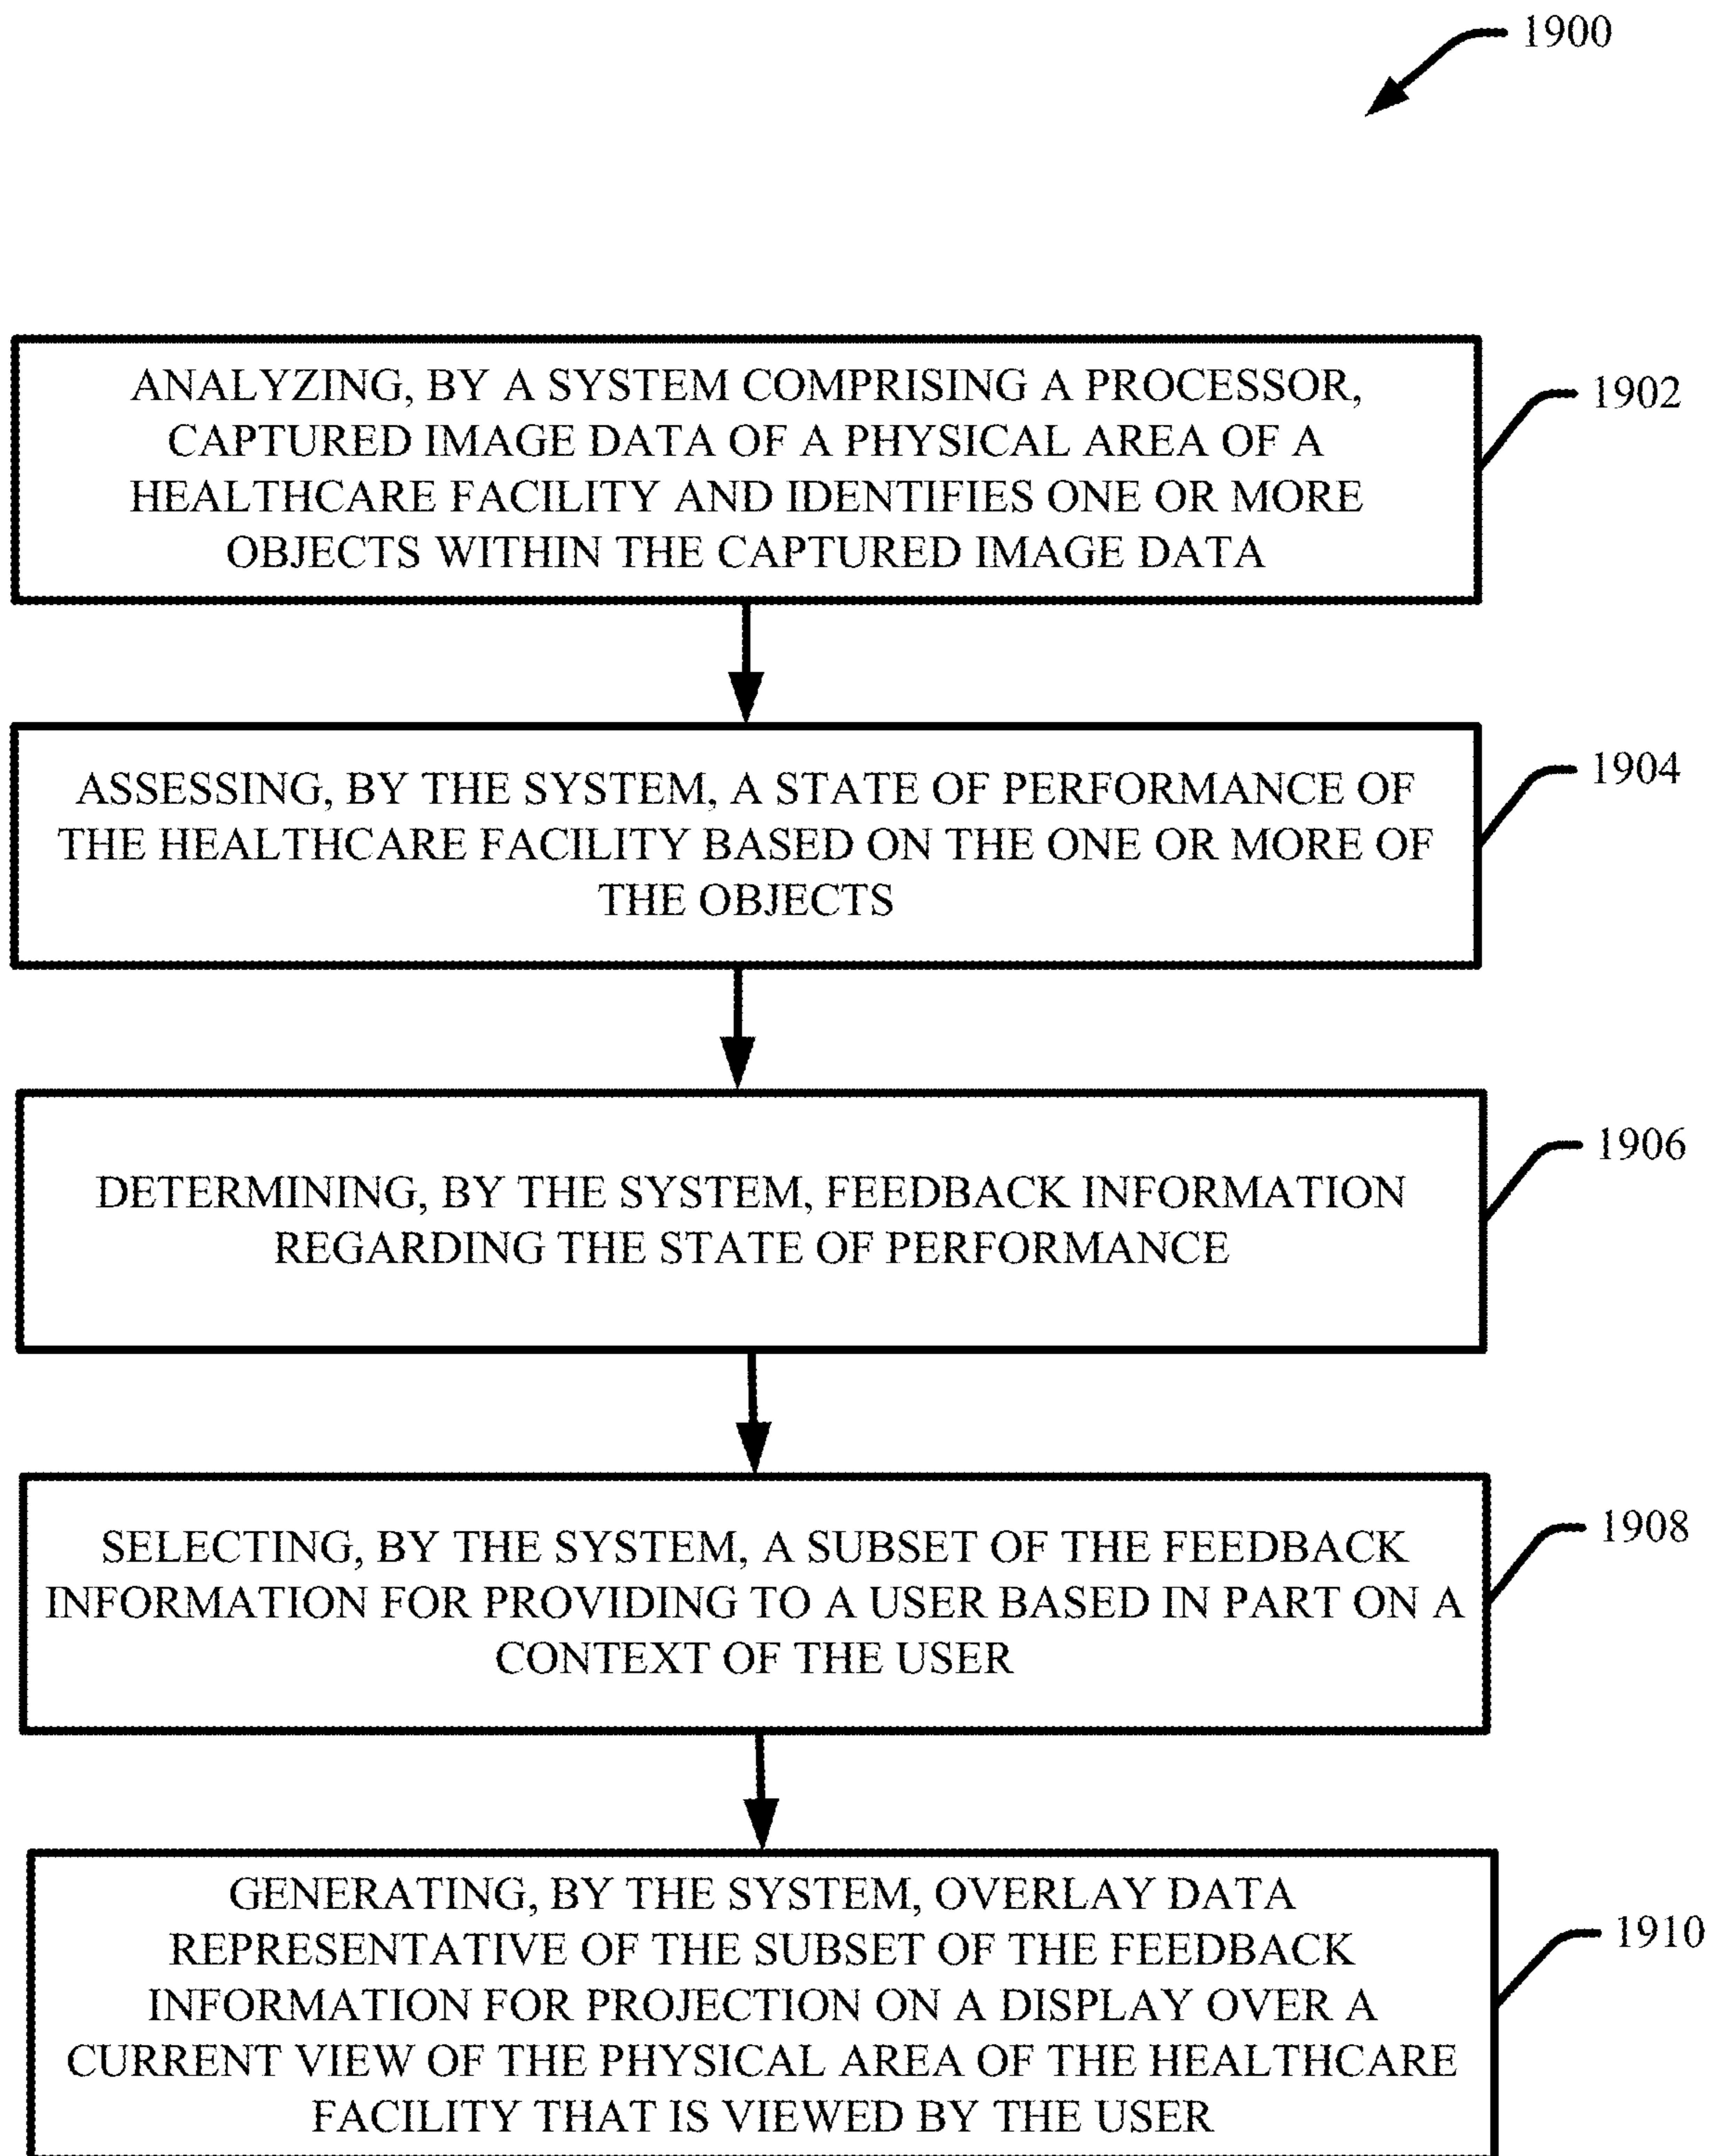 1900
ANALYZING, BY A SYSTEM COMPRISING A PROCESSOR,
CAPTURED IMAGE DATA OF A PHYSICAL AREA OF A
HEALTHCARE FACILITY AND IDENTIFIES ONE OR MORE
OBJECTS WITHIN THE CAPTURED IMAGE DATA
1902
ASSESSING, BY THE SYSTEM, A STATE OF PERFORMANCE OF
THE HEALTHCARE FACILITY BASED ON THE ONE OR MORE OF
THE OBJECTS
1904
DETERMINING, BY THE SYSTEM, FEEDBACK INFORMATION
REGARDING THE STATE OF PERFORMANCE
1906
SELECTING, BY THE SYSTEM, A SUBSET OF THE FEEDBACK
INFORMATION FOR PROVIDING TO A USER BASED IN PART ON A
CONTEXT OF THE USER
1908
GENERATING, BY THE SYSTEM, OVERLAY DATA
REPRESENTATIVE OF THE SUBSET OF THE FEEDBACK
INFORMATION FOR PROJECTION ON A DISPLAY OVER A
CURRENT VIEW OF THE PHYSICAL AREA OF THE HEALTHCARE
FACILITY THAT IS VIEWED BY THE USER
1910